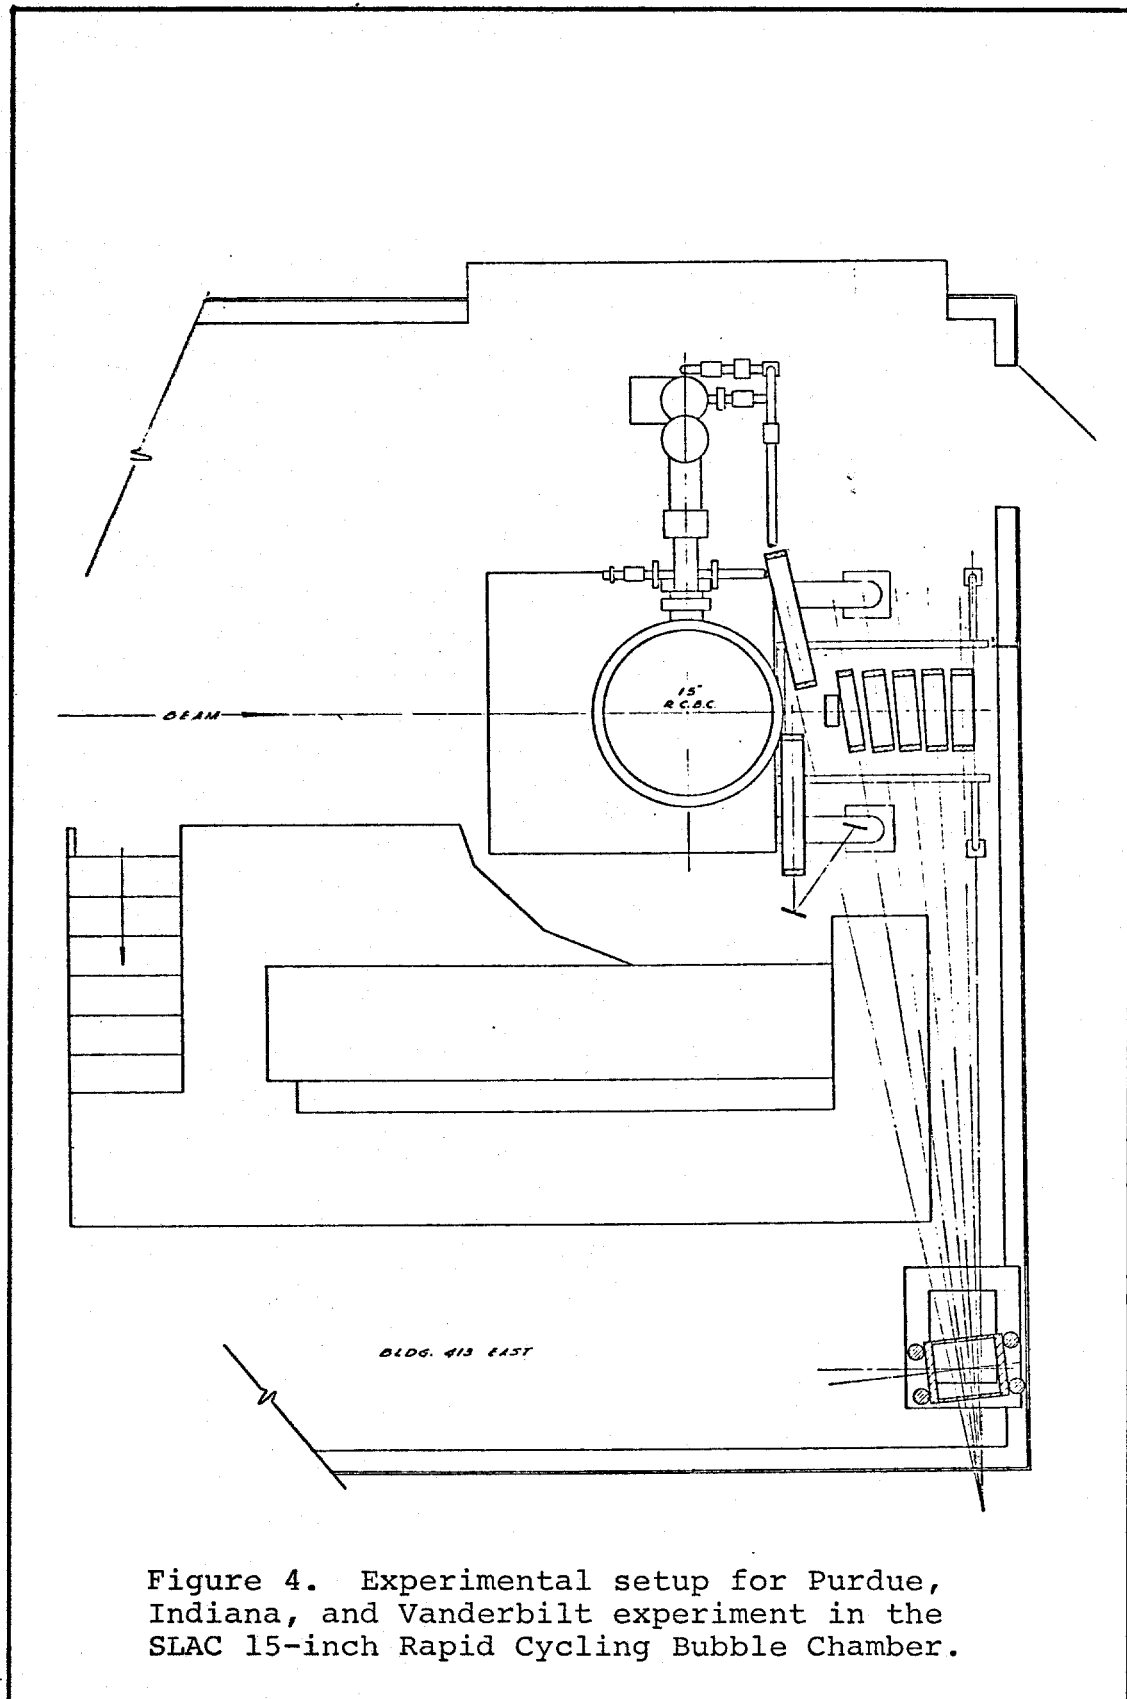 15"
R.C.B.C.
BEAM
BLDG. 413 EAST
Figure 4. Experimental setup for Purdue,
Indiana, and Vanderbilt experiment in the
SLAC 15-inch Rapid Cycling Bubble Chamber.